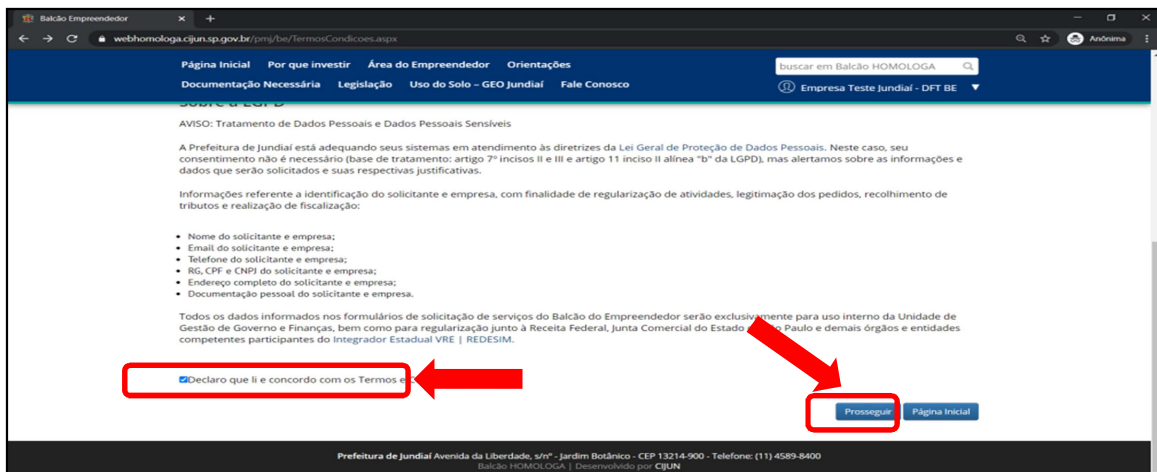 Balcão Empreendedor
webhomologa.cijun.sp.gov.br/pmj/be/TermosCondicoes.aspx
Anônima
Página Inicial Por que investir Área do Empreendedor Orientações
buscar em Balcão HOMOLOGA
Documentação Necessária Legislação Uso do Solo – GEO Jundiaí Fale Conosco
Empresa Teste Jundiaí - DFT BE
Sobre a LGPD
AVISO: Tratamento de Dados Pessoais e Dados Pessoais Sensíveis
A Prefeitura de Jundiaí está adequando seus sistemas em atendimento às diretrizes da Lei Geral de Proteção de Dados Pessoais. Neste caso, seu
consentimento não é necessário (base de tratamento: artigo 7º incisos II e III e artigo 11 inciso II alínea "b" da LGPD), mas alertamos sobre as informações e
dados que serão solicitados e suas respectivas justificativas.
Informações referente a identificação do solicitante e empresa, com finalidade de regularização de atividades, legitimação dos pedidos, recolhimento de
tributos e realização de fiscalização:
• Nome do solicitante e empresa;
• Email do solicitante e empresa;
• Telefone do solicitante e empresa;
• RG, CPF e CNPJ do solicitante e empresa;
• Endereço completo do solicitante e empresa;
• Documentação pessoal do solicitante e empresa.
Todos os dados informados nos formulários de solicitação de serviços do Balcão do Empreendedor serão exclusivamente para uso interno da Unidade de
Gestão de Governo e Finanças, bem como para regularização junto à Receita Federal, Junta Comercial do Estado Paulo e demais órgãos e entidades
competentes participantes do Integrador Estadual VRE | REDESIM.
Declaro que li e concordo com os Termos e
Prosseguir Página Inicial
Prefeitura de Jundiaí Avenida da Liberdade, s/nº - Jardim Botânico - CEP 13214-900 - Telefone: (11) 4589-8400
Balcão HOMOLOGA | Desenvolvido por CIJUN